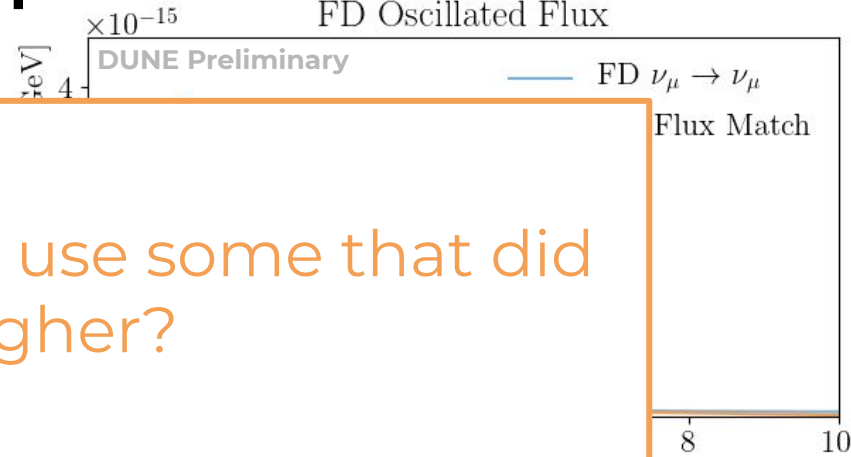 ×10⁻¹⁵ FD Oscillated Flux
DUNE Preliminary
4
FD νμ → νμ
Flux Match
use some that did
8 10